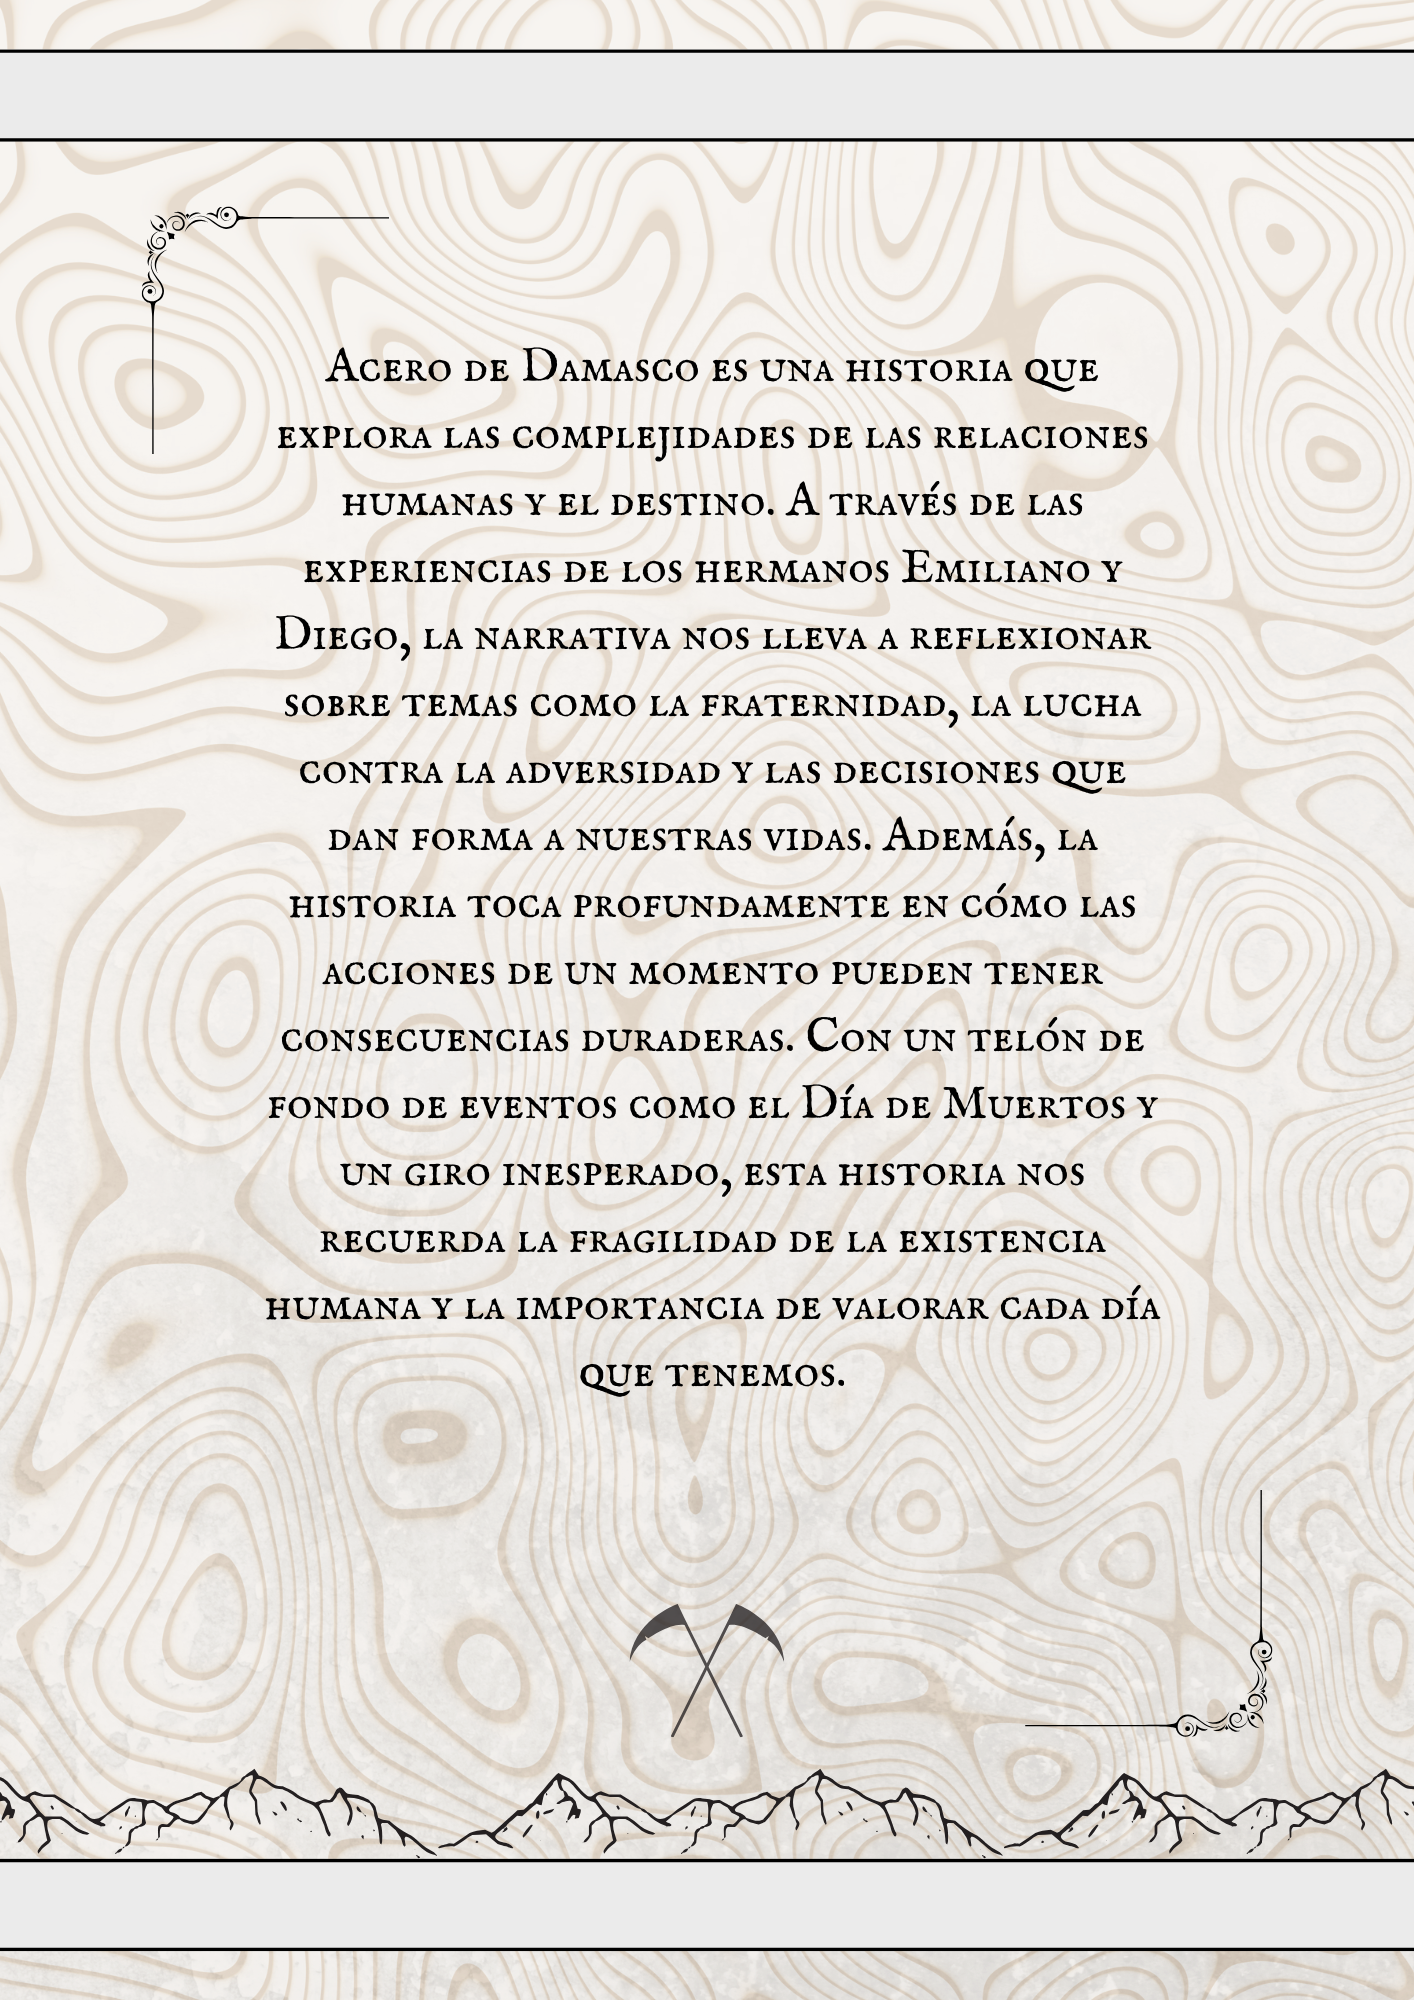 Acero de Damasco es una historia que
explora las complejidades de las relaciones
humanas y el destino. A través de las
experiencias de los hermanos Emiliano y
Diego, la narrativa nos lleva a reflexionar
sobre temas como la fraternidad, la lucha
contra la adversidad y las decisiones que
dan forma a nuestras vidas. Además, la
historia toca profundamente en cómo las
acciones de un momento pueden tener
consecuencias duraderas. Con un telón de
fondo de eventos como el Día de Muertos y
un giro inesperado, esta historia nos
recuerda la fragilidad de la existencia
humana y la importancia de valorar cada día
que tenemos.